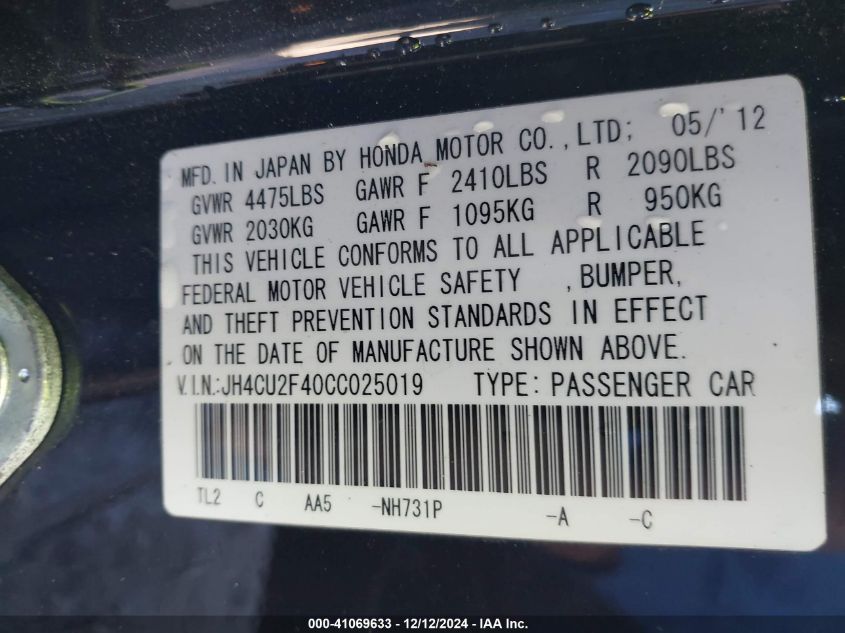 MFD. IN JAPAN BY HONDA MOTOR CO., LTD; 05/'12
GVWR 4475LBS GAWR F 2410LBS R 2090LBS
GVWR 2030KG GAWR F 1095KG R 950KG
THIS VEHICLE CONFORMS TO ALL APPLICABLE
FEDERAL MOTOR VEHICLE SAFETY , BUMPER,
AND THEFT PREVENTION STANDARDS IN EFFECT
ON THE DATE OF MANUFACTURE SHOWN ABOVE.
V.I.N.:JH4CU2F40CC025019 TYPE: PASSENGER CAR
TL2 C AA5 -NH731P -A -C
000-41069633 - 12/12/2024 - IAA Inc.